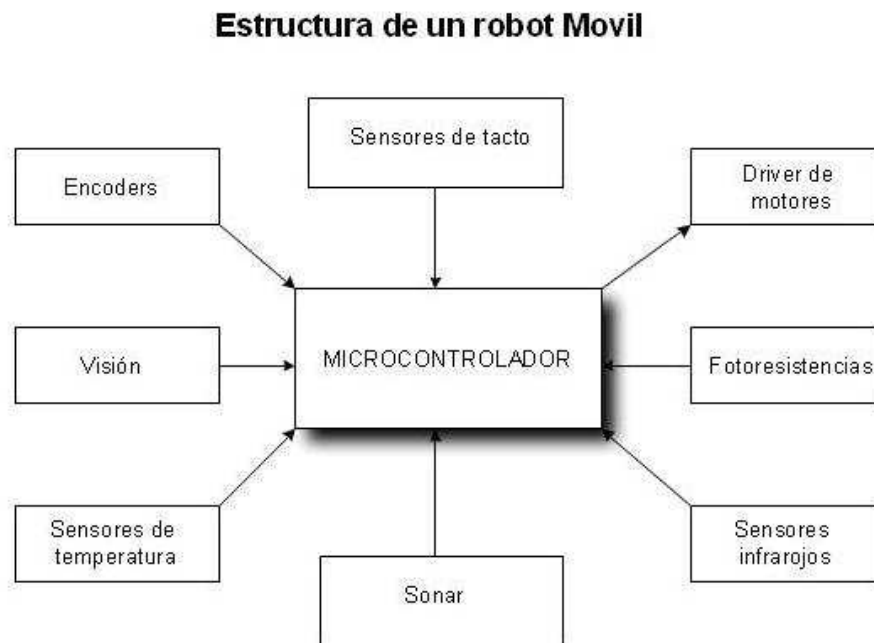 Estructura de un robot Movil
Sensores de tacto
Encoders
Driver de
motores
Visión
MICROCONTROLADOR
Fotoresistencías
Sensores de
temperatura
Sonar
Sensores
infrarojos